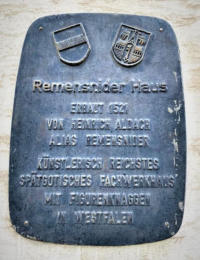 Remensnider Haus
ERBAUT 1521
VON HEINRICH ALDACH
ALIAS REMENSNIDER
KÜNSTLERISCH REICHSTES
SPÄTGOTISCHES FACHWERKHAUS
MIT FIGURENKNAGGEN
IN WESTFALEN